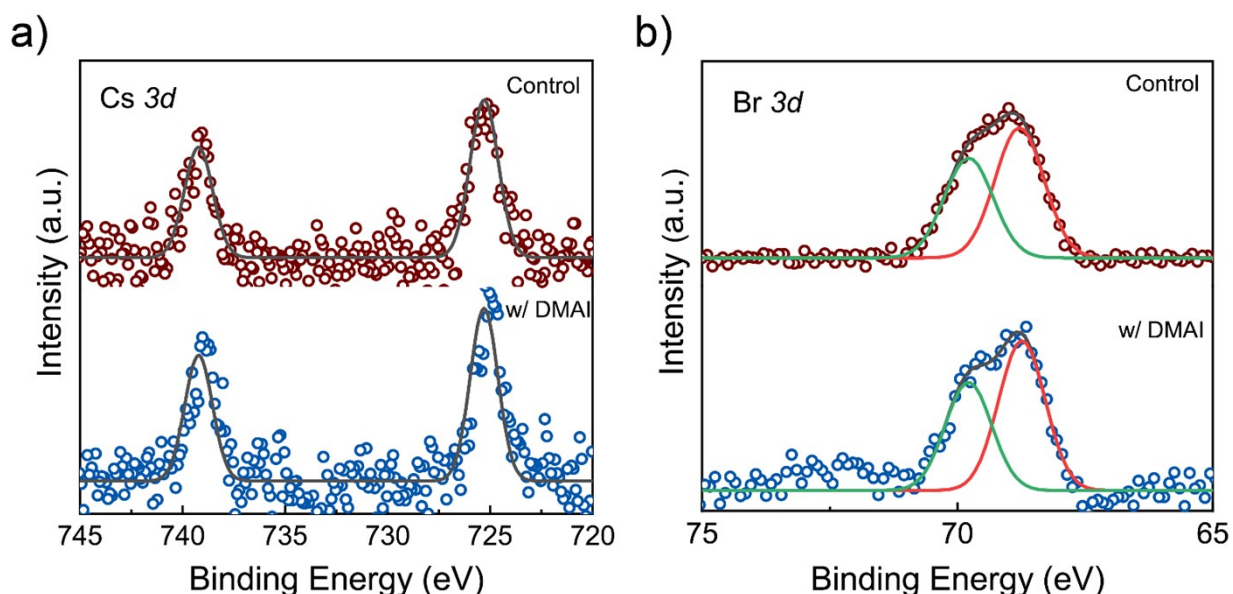 a)
Cs 3d
Control
w/ DMAI
Intensity (a.u.)
745 740 735 730 725 720
Binding Energy (eV)
b)
Br 3d
Control
w/ DMAI
Intensity (a.u.)
75 70 65
Binding Energy (eV)